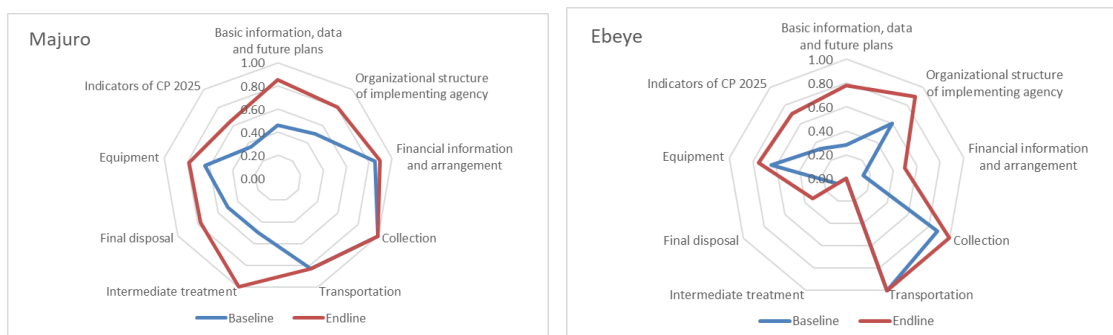 Majuro
Basic information, data
and future plans
1.00
0.80
0.60
0.40
0.20
0.00
Organizational structure
of implementing agency
Financial information
and arrangement
Collection
Transportation
Intermediate treatment
Final disposal
Equipment
Indicators of CP 2025
Baseline
Endline
Ebeye
Basic information, data
and future plans
1.00
0.80
0.60
0.40
0.20
0.00
Organizational structure
of implementing agency
Financial information
and arrangement
Collection
Transportation
Intermediate treatment
Final disposal
Equipment
Indicators of CP 2025
Baseline
Endline